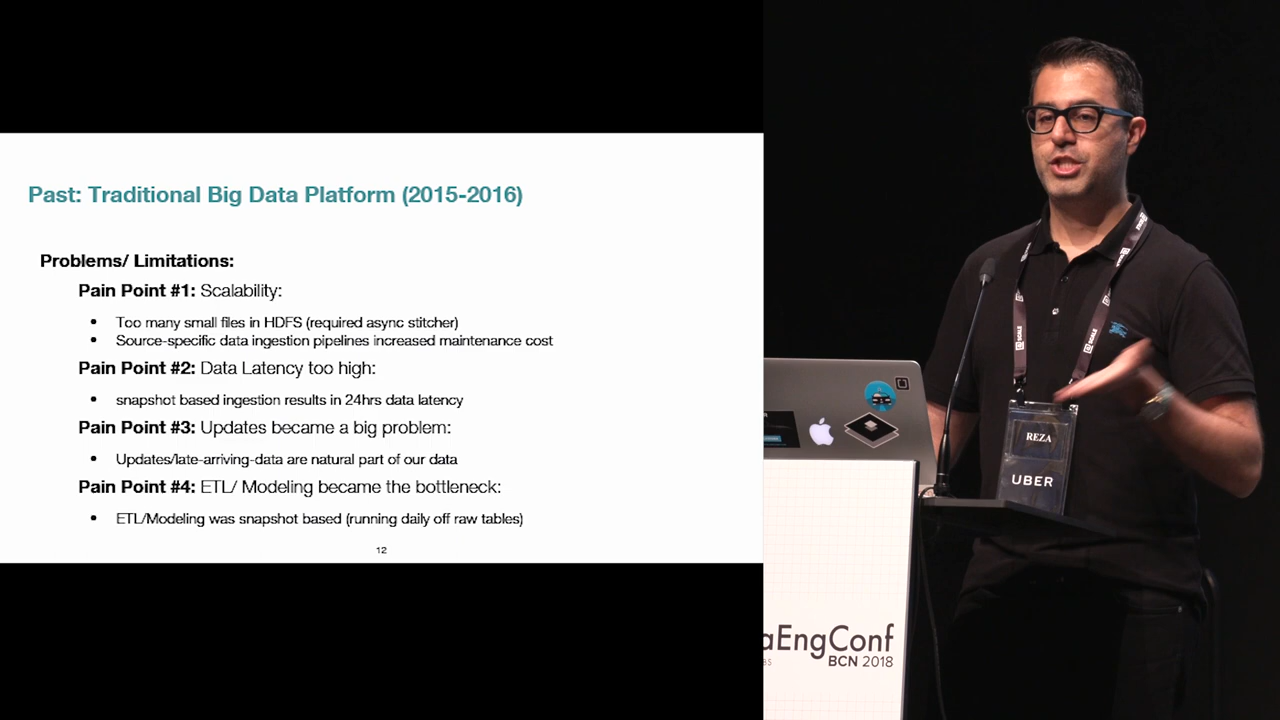 Past: Traditional Big Data Platform (2015-2016)
Problems/ Limitations:
Pain Point #1: Scalability:
• Too many small files in HDFS (required async stitcher)
• Source-specific data ingestion pipelines increased maintenance cost
Pain Point #2: Data Latency too high:
• snapshot based ingestion results in 24hrs data latency
Pain Point #3: Updates became a big problem:
• Updates/late-arriving-data are natural part of our data
Pain Point #4: ETL/ Modeling became the bottleneck:
• ETL/Modeling was snapshot based (running daily off raw tables)
12
SCALE
SCALE
REZA
UBER
aEngConf
BCN 2018